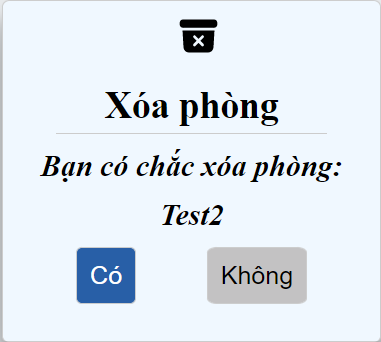 Xóa phòng
Bạn có chắc xóa phòng:
Test2
Có
Không